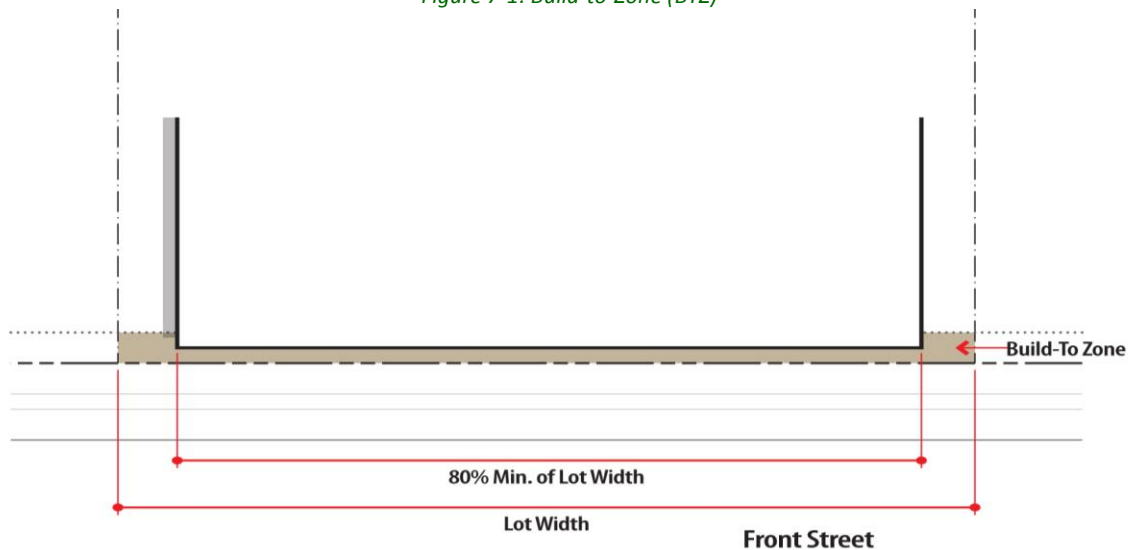 Figure 7-1: Build-to-Zone (BTZ)
Build-To Zone
80% Min. of Lot Width
Lot Width
Front Street